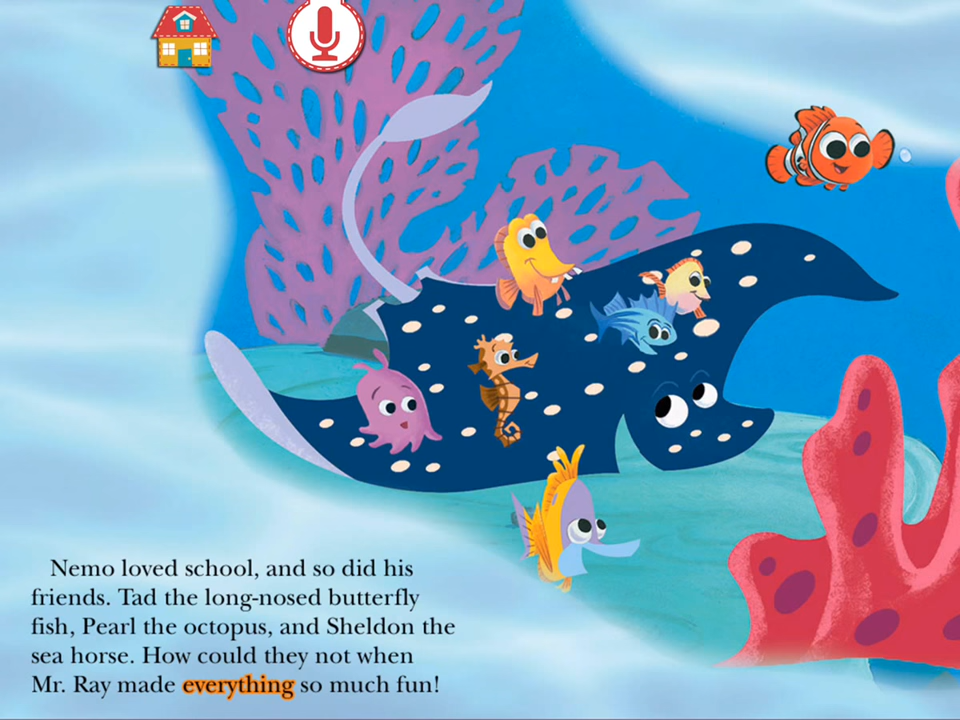 Nemo loved school, and so did his
friends. Tad the long-nosed butterfly
fish, Pearl the octopus, and Sheldon the
sea horse. How could they not when
Mr. Ray made everything so much fun!